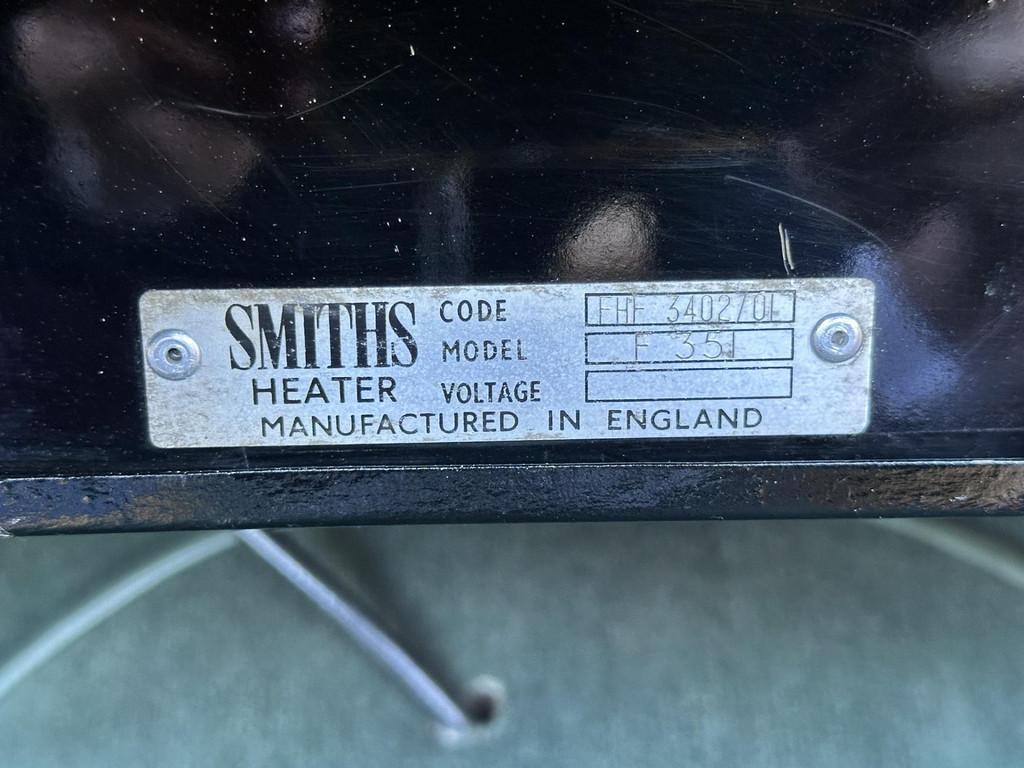 SMITHS HEATER
CODE FHF 3402/01
MODEL F 351
VOLTAGE
MANUFACTURED IN ENGLAND